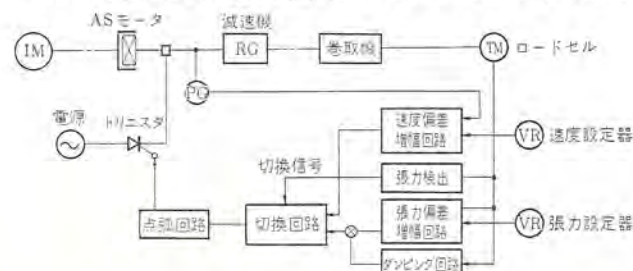 ASモータ
減速機
IM
RG
巻取機
TM
ロードセル
PG
電源
トリニスタ
速度偏差
増幅回路
VR
速度設定器
切換信号
張力検出
点弧回路
切換回路
張力偏差
増幅回路
VR
張力設定器
ダンピング回路